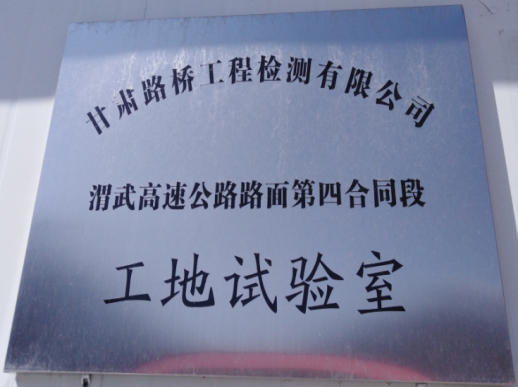 甘肃路桥工程检测有限公司
渭武高速公路路面第四合同段
工地试验室